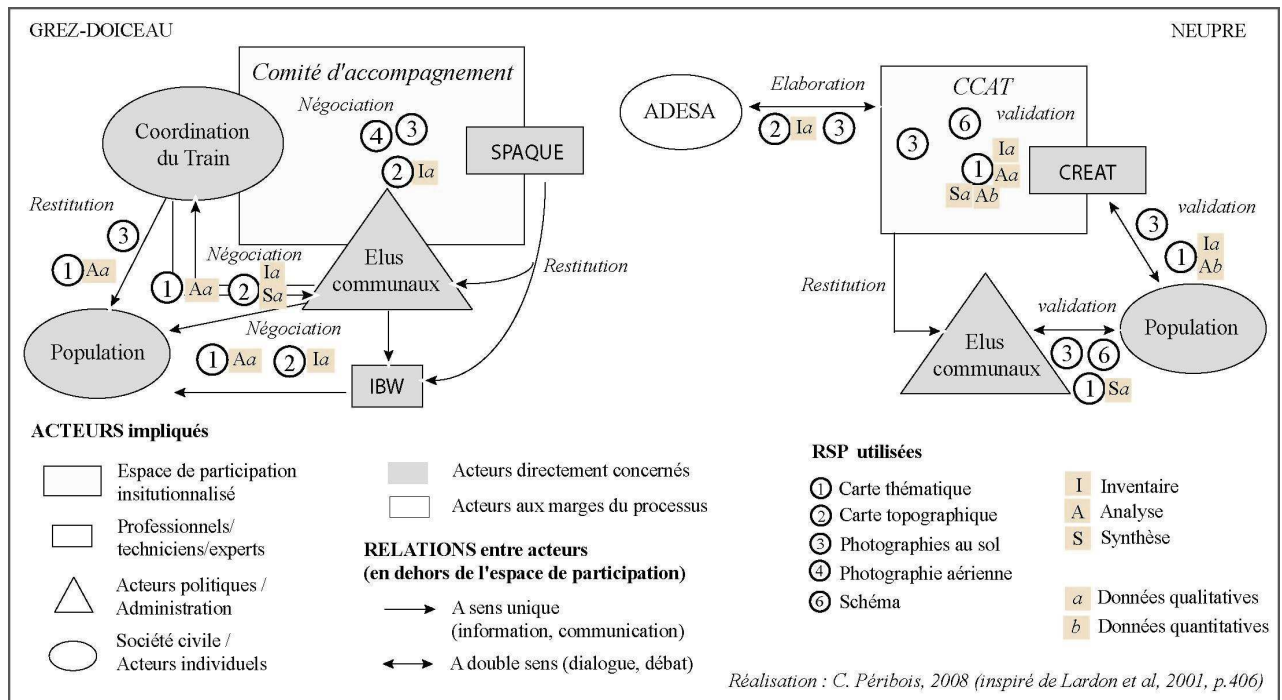 GREZ-DOICEAU
NEUPRE
Comité d'accompagnement
Négociation
4 3
2 Ia
Coordination
du Train
SPAQUE
Restitution
3
1 Aa
Négociation
1 Aa 2 Ia
Sa
Elus
communaux
Restitution
Population
Négociation
1 Aa 2 Ia
IBW
ADESA
Elaboration
2 Ia 3
CCAT
validation
6
3
1 Ia
Aa
Sa Ab
CREAT
validation
3
1 Ia
Ab
Restitution
Elus
communaux
validation
3 6
1 Sa
Population
ACTEURS impliqués
Espace de participation
insitutionnalisé
Professionnels/
techniciens/experts
Acteurs politiques /
Administration
Société civile /
Acteurs individuels
Acteurs directement concernés
Acteurs aux marges du processus
RELATIONS entre acteurs
(en dehors de l'espace de participation)
A sens unique
(information, communication)
A double sens (dialogue, débat)
RSP utilisées
1 Carte thématique
2 Carte topographique
3 Photographies au sol
4 Photographie aérienne
6 Schéma
I Inventaire
A Analyse
S Synthèse
a Données qualitatives
b Données quantitatives
Réalisation : C. Péribois, 2008 (inspiré de Lardon et al, 2001, p.406)